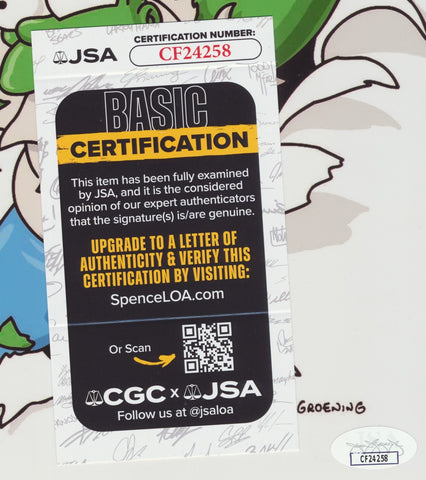 JSA
CERTIFICATION NUMBER:
CF24258
BASIC
CERTIFICATION
This item has been fully examined
by JSA, and it is the considered
opinion of our expert authenticators
that the signature(s) is/are genuine.
UPGRADE TO A LETTER OF
AUTHENTICITY & VERIFY THIS
CERTIFICATION BY VISITING:
SpenceLOA.com
Or Scan
CGC x JSA
Follow us at @jsaloa
GROENING
CF24258